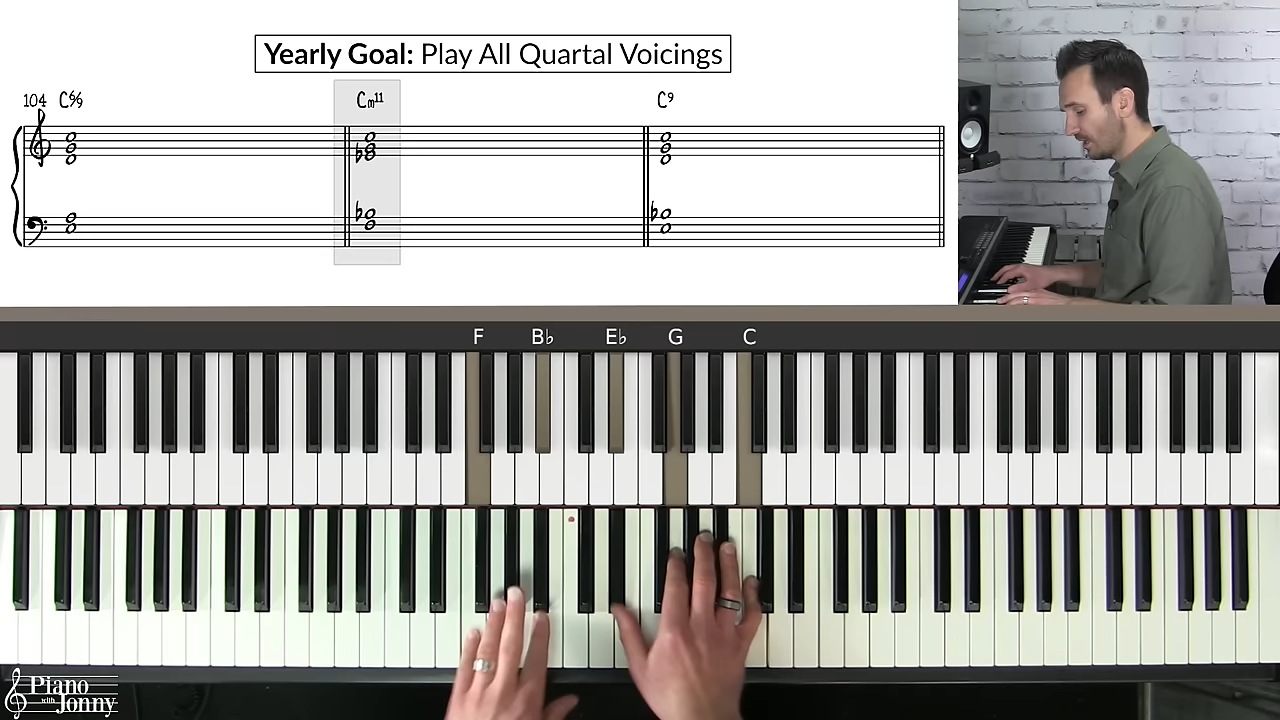 Yearly Goal: Play All Quartal Voicings
104 C6/9 Cm11 C9
F B♭ E♭ G C
Piano
with Jonny